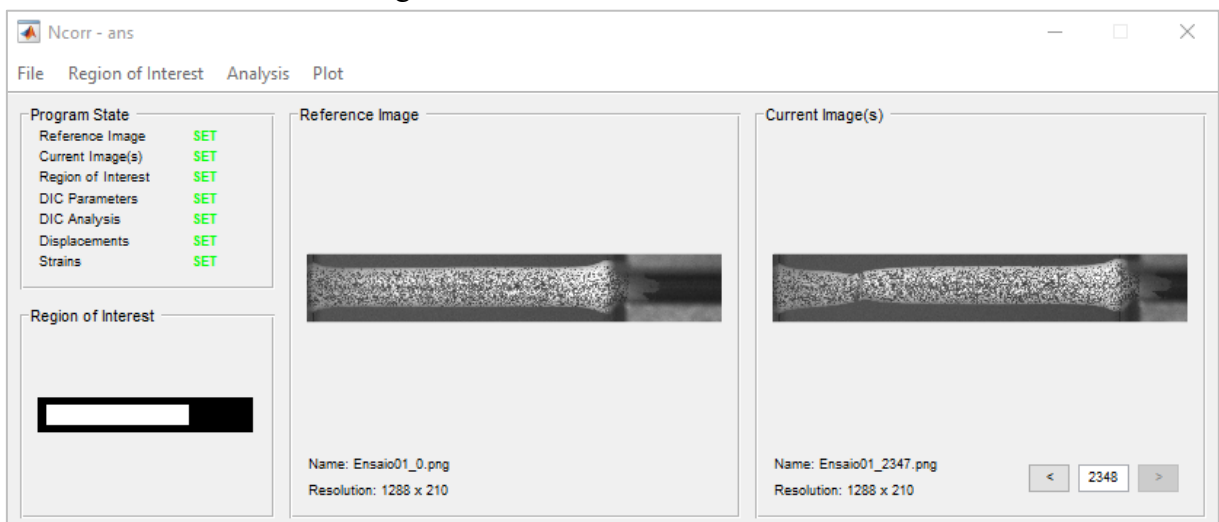 Ncorr - ans
File Region of Interest Analysis Plot
Program State
Reference Image SET
Current Image(s) SET
Region of Interest SET
DIC Parameters SET
DIC Analysis SET
Displacements SET
Strains SET
Region of Interest
Reference Image
Name: Ensaio01_0.png
Resolution: 1288 x 210
Current Image(s)
Name: Ensaio01_2347.png
Resolution: 1288 x 210
< 2348 >